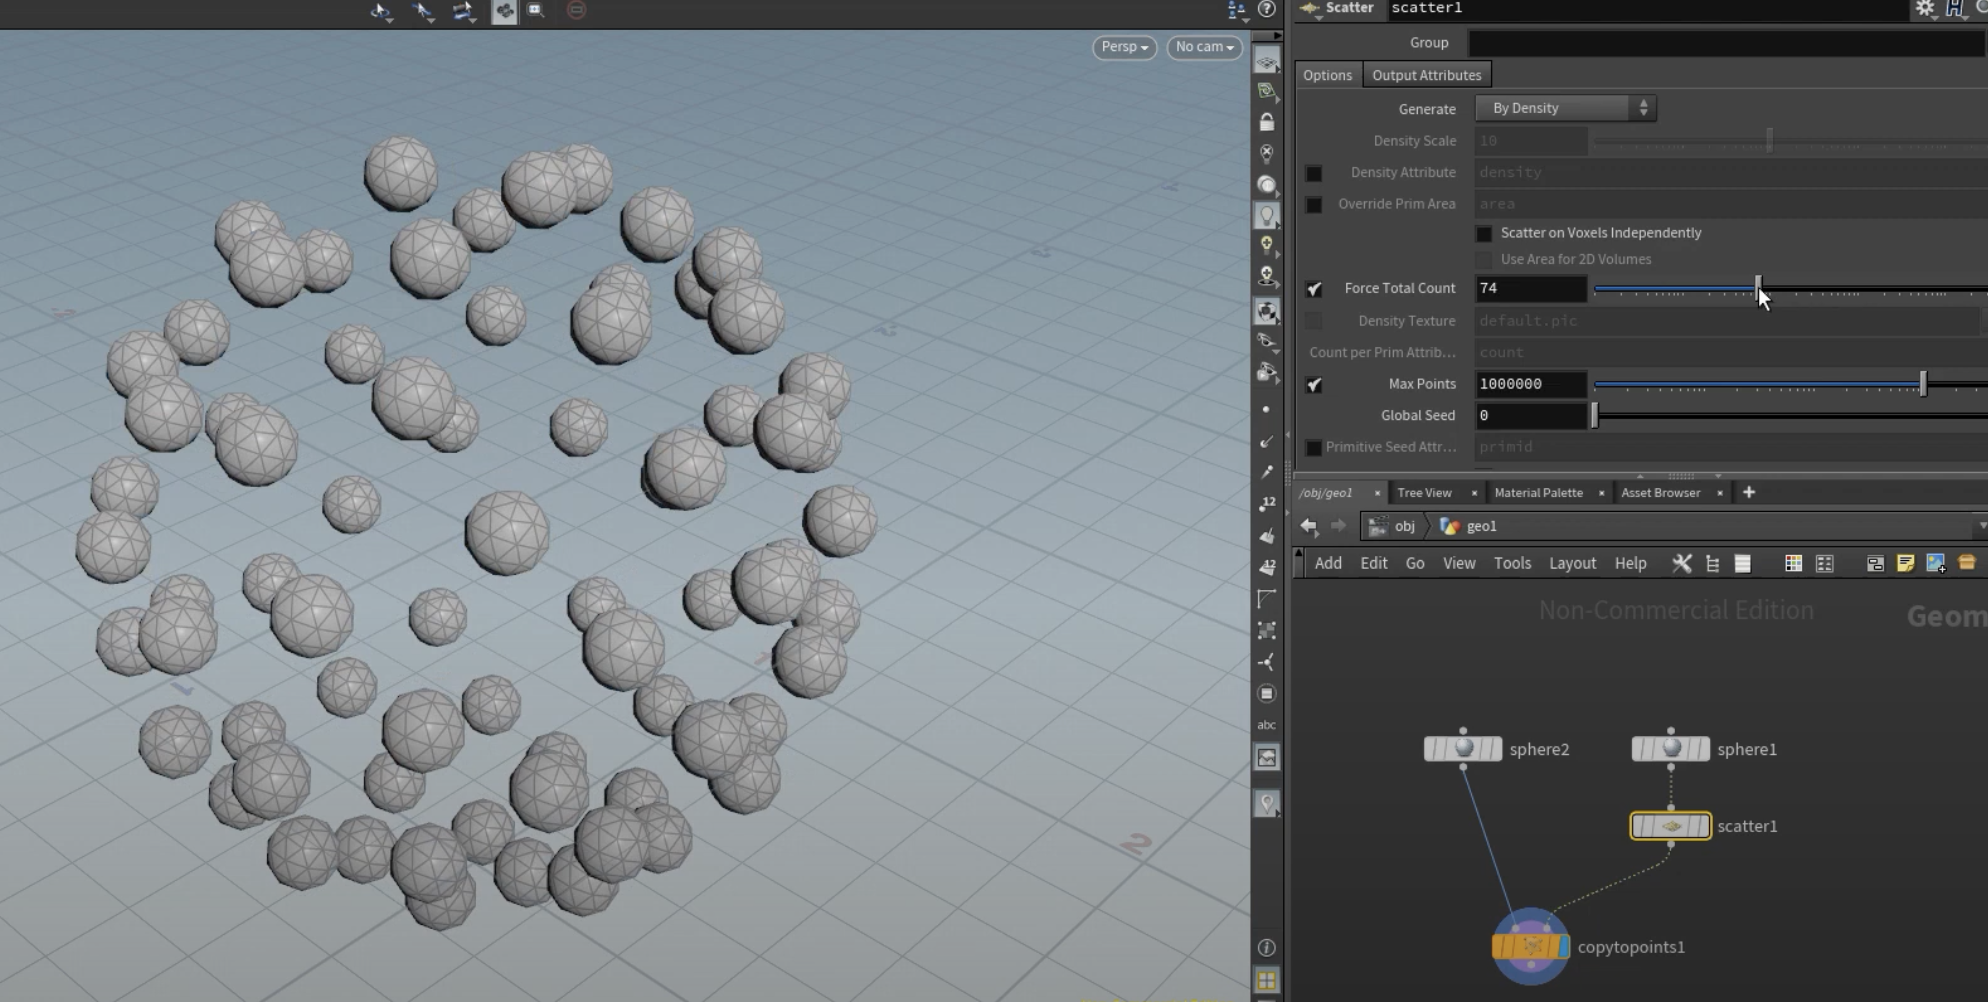 Scatter scatter1
Persp No cam
Group
Options Output Attributes
Generate By Density
Density Scale 10
Density Attribute density
Override Prim Area area
Scatter on Voxels Independently
Use Area for 2D Volumes
Force Total Count 74
Density Texture default.pic
Count per Prim Attrib... count
Max Points 1000000
Global Seed 0
Primitive Seed Attr... primid
/obj/geo1 × Tree View × Material Palette × Asset Browser × +
obj geo1
Add Edit Go View Tools Layout Help
Non-Commercial Edition Geom
sphere2 sphere1
scatter1
copytopoints1
12
12
abc
2